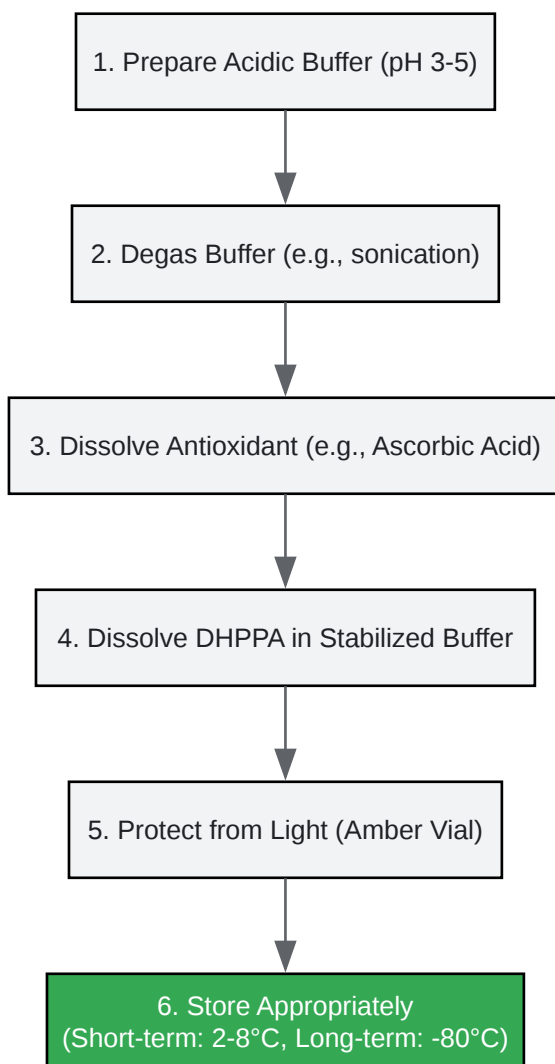 1. Prepare Acidic Buffer (pH 3-5)
2. Degas Buffer (e.g., sonication)
3. Dissolve Antioxidant (e.g., Ascorbic Acid)
4. Dissolve DHPPA in Stabilized Buffer
5. Protect from Light (Amber Vial)
6. Store Appropriately
(Short-term: 2-8°C, Long-term: -80°C)